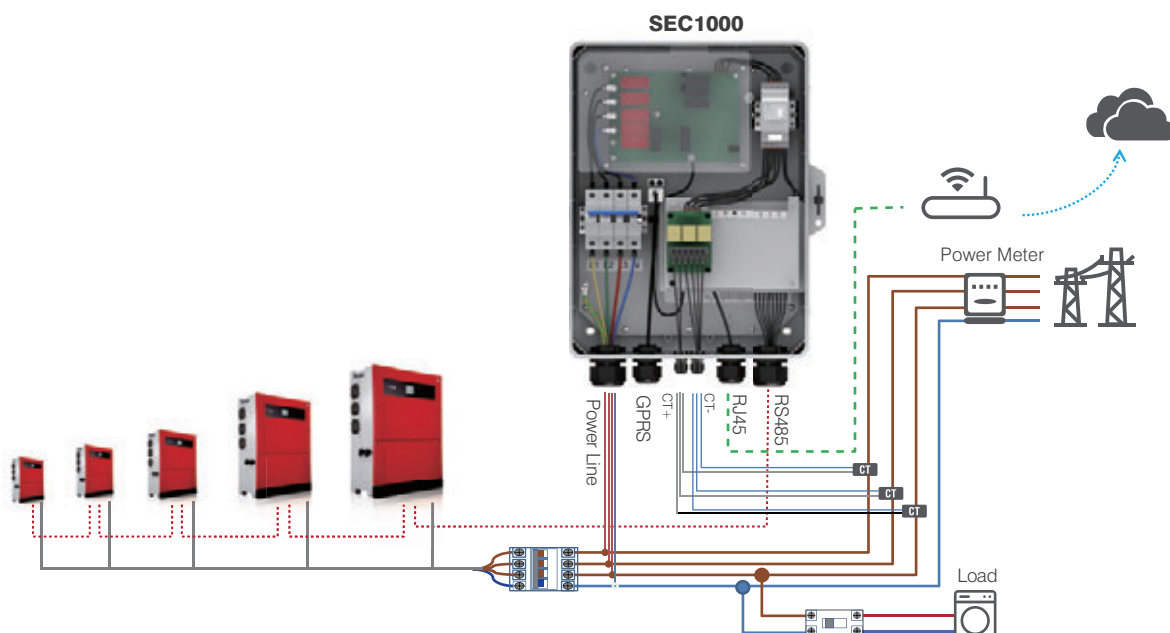 SEC1000
Power Meter
Power Line
GPRS
CT+
CT-
RJ45
RS485
CT
CT
CT
Load